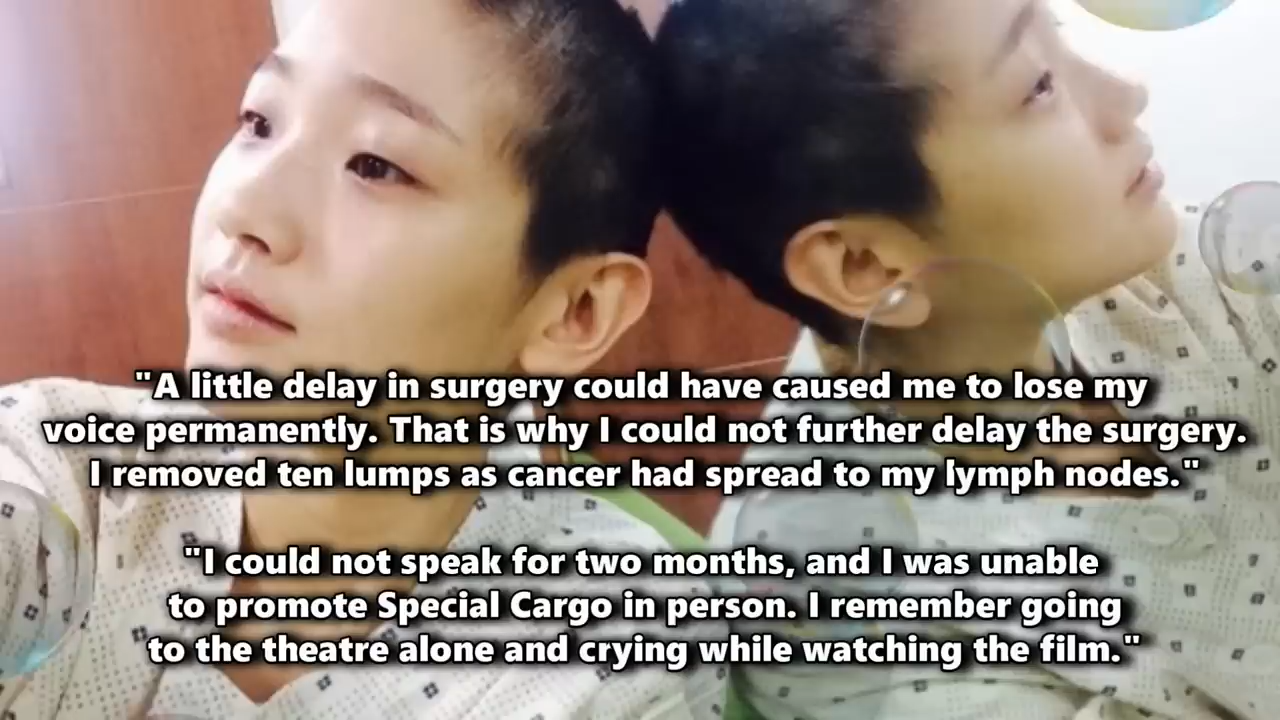 "A little delay in surgery could have caused me to lose my
voice permanently. That is why I could not further delay the surgery.
I removed ten lumps as cancer had spread to my lymph nodes."
"I could not speak for two months, and I was unable
to promote Special Cargo in person. I remember going
to the theatre alone and crying while watching the film."